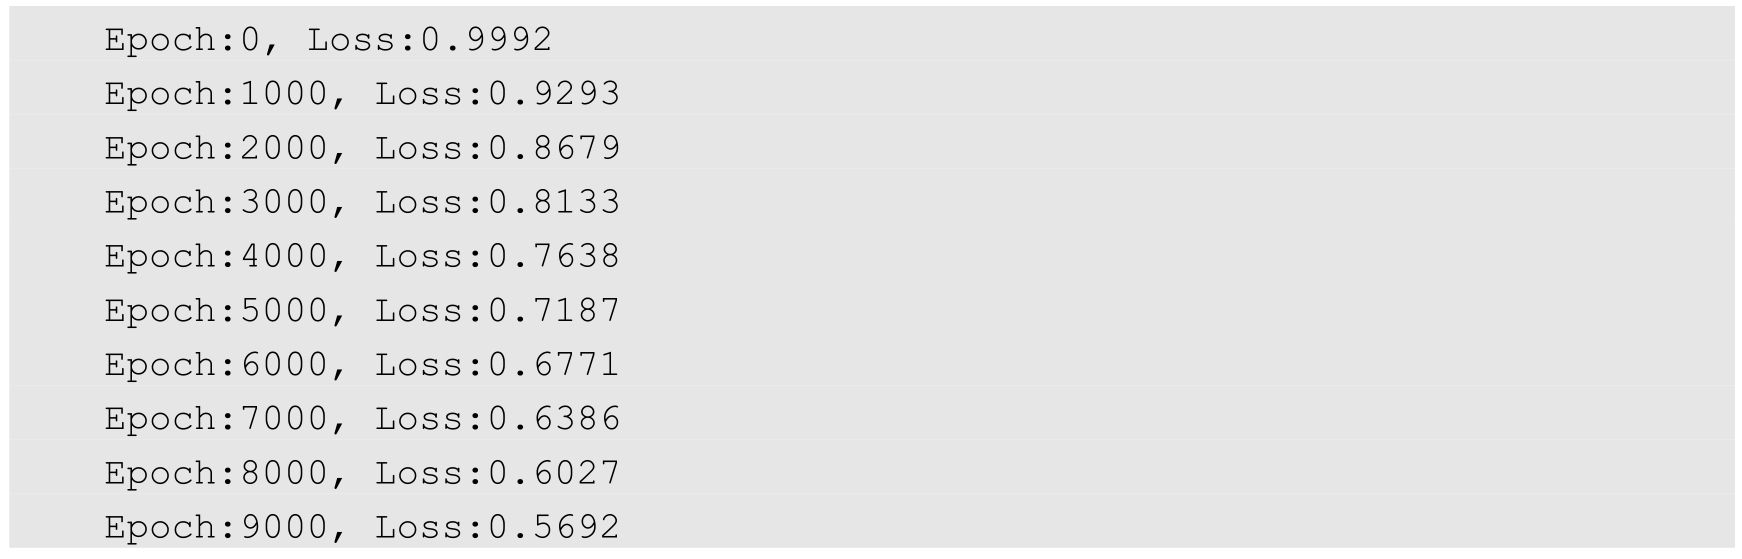 Epoch:0, Loss:0.9992
Epoch:1000, Loss:0.9293
Epoch:2000, Loss:0.8679
Epoch:3000, Loss:0.8133
Epoch:4000, Loss:0.7638
Epoch:5000, Loss:0.7187
Epoch:6000, Loss:0.6771
Epoch:7000, Loss:0.6386
Epoch:8000, Loss:0.6027
Epoch:9000, Loss:0.5692